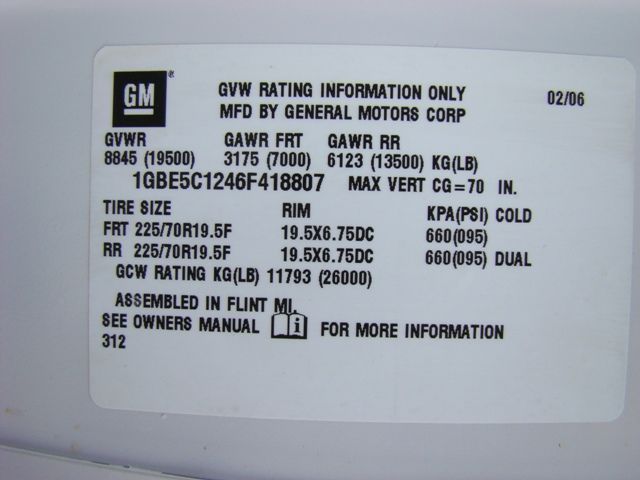 GM ®
GVW RATING INFORMATION ONLY 02/06
MFD BY GENERAL MOTORS CORP
GVWR GAWR FRT GAWR RR
8845 (19500) 3175 (7000) 6123 (13500) KG(LB)
1GBE5C1246F418807 MAX VERT CG=70 IN.
TIRE SIZE RIM KPA(PSI) COLD
FRT 225/70R19.5F 19.5X6.75DC 660(095)
RR 225/70R19.5F 19.5X6.75DC 660(095) DUAL
GCW RATING KG(LB) 11793 (26000)
ASSEMBLED IN FLINT MI.
SEE OWNERS MANUAL i FOR MORE INFORMATION
312